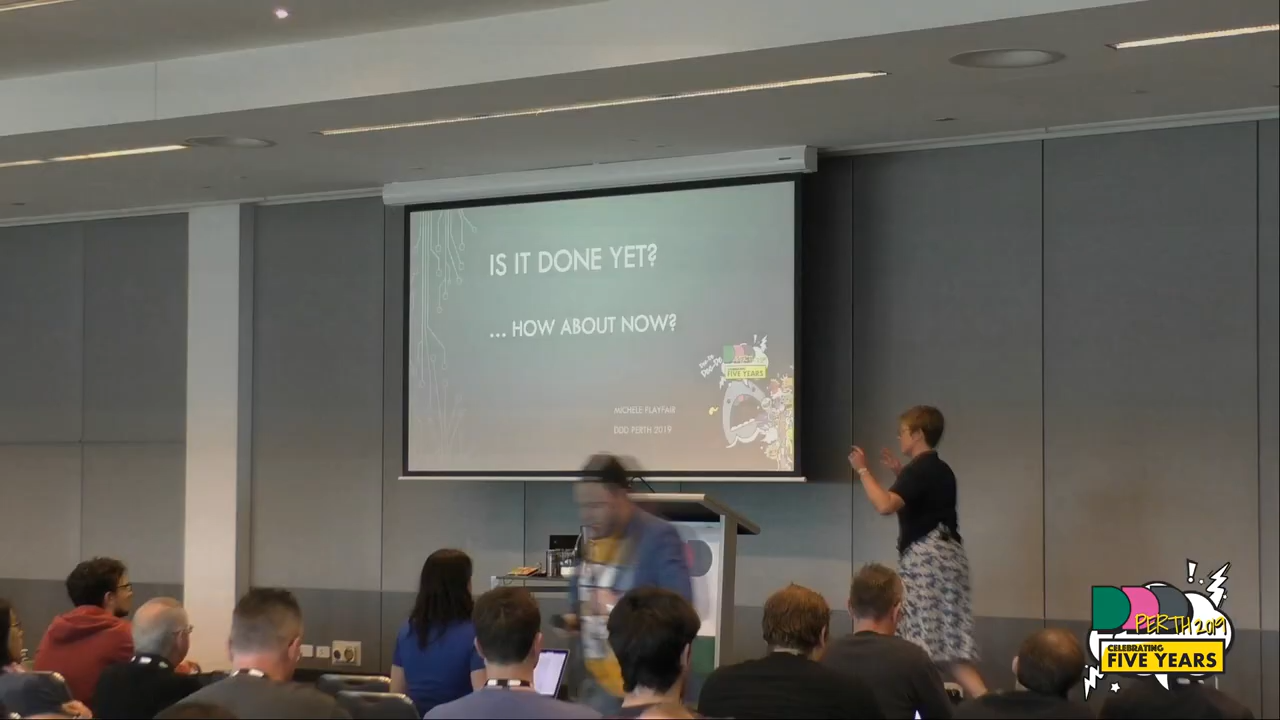 IS IT DONE YET?
... HOW ABOUT NOW?
FIVE YEARS
MICHELE PLAYFAIR
DDD PERTH 2019
DDD
PERTH 2019
CELEBRATING
FIVE YEARS